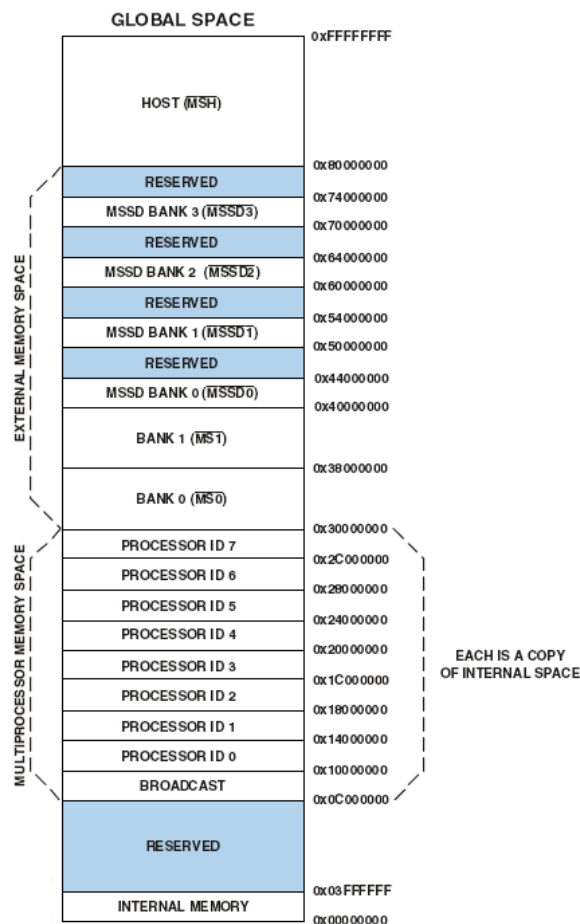 GLOBAL SPACE
0xFFFFFFFF
HOST (MSH)
0x80000000
RESERVED
0x74000000
MSSD BANK 3 (MSSD3)
0x70000000
RESERVED
0x64000000
MSSD BANK 2 (MSSD2)
0x60000000
RESERVED
0x54000000
MSSD BANK 1 (MSSD1)
0x50000000
RESERVED
0x44000000
MSSD BANK 0 (MSSD0)
0x40000000
BANK 1 (MS1)
0x38000000
BANK 0 (MS0)
0x30000000
EXTERNAL MEMORY SPACE
PROCESSOR ID 7
0x2C000000
PROCESSOR ID 6
0x28000000
PROCESSOR ID 5
0x24000000
PROCESSOR ID 4
0x20000000
PROCESSOR ID 3
0x1C000000
PROCESSOR ID 2
0x18000000
PROCESSOR ID 1
0x14000000
PROCESSOR ID 0
0x10000000
BROADCAST
0x0C000000
MULTIPROCESSOR MEMORY SPACE
EACH IS A COPY
OF INTERNAL SPACE
RESERVED
0x03FFFFFF
INTERNAL MEMORY
0x00000000